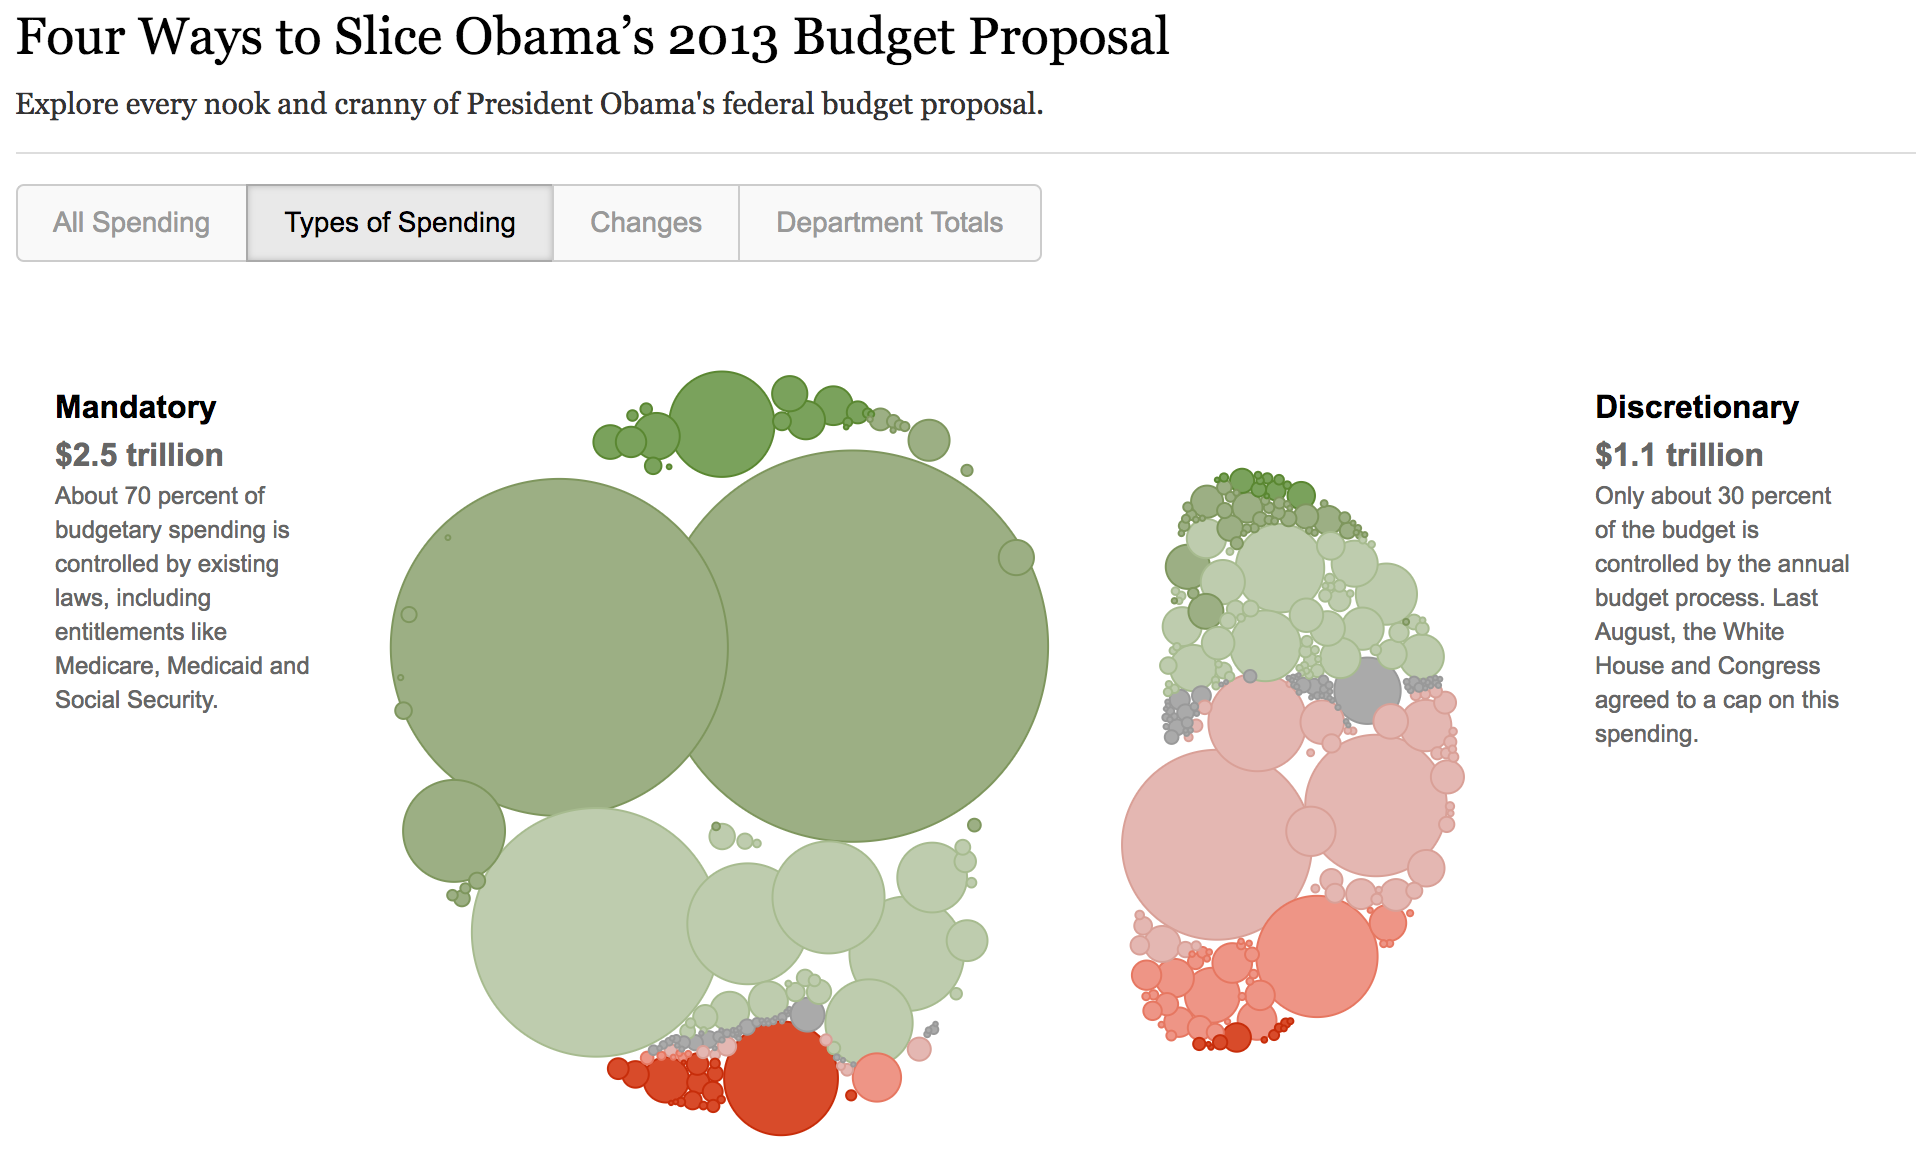 Four Ways to Slice Obama’s 2013 Budget Proposal
Explore every nook and cranny of President Obama's federal budget proposal.
All Spending
Types of Spending
Changes
Department Totals
Mandatory
$2.5 trillion
About 70 percent of
budgetary spending is
controlled by existing
laws, including
entitlements like
Medicare, Medicaid and
Social Security.
Discretionary
$1.1 trillion
Only about 30 percent
of the budget is
controlled by the annual
budget process. Last
August, the White
House and Congress
agreed to a cap on this
spending.